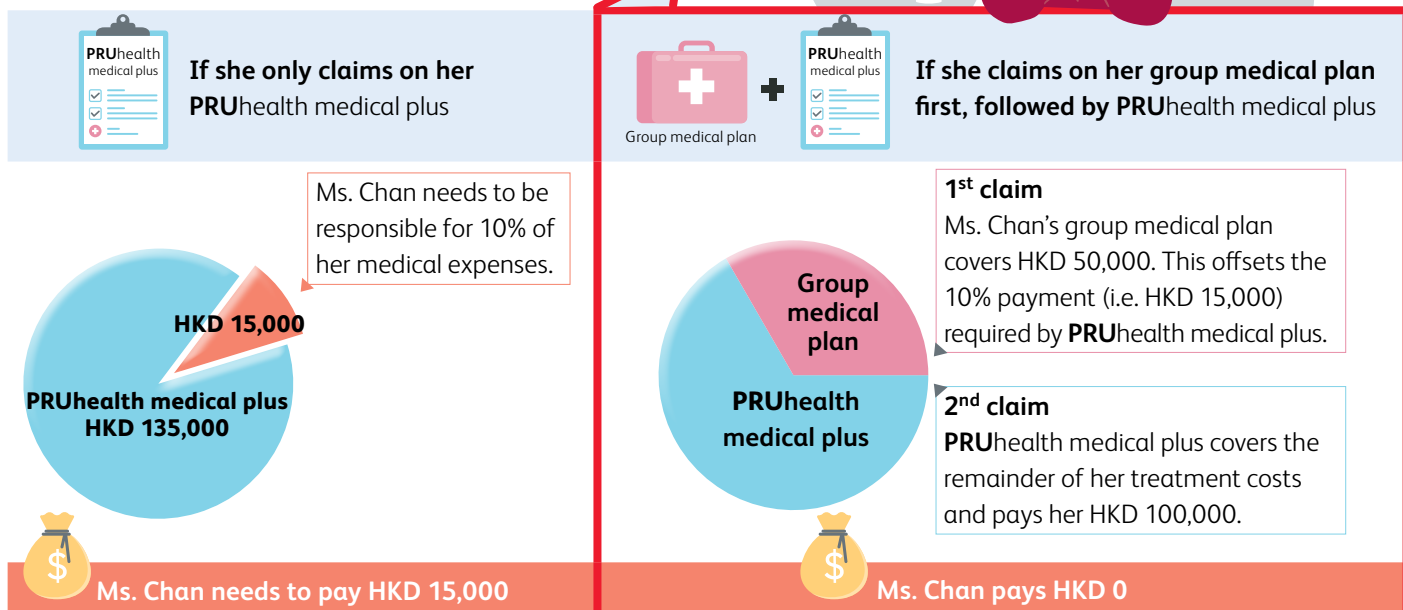 PRUhealth
medical plus
If she only claims on her
PRUhealth medical plus
Ms. Chan needs to be
responsible for 10% of
her medical expenses.
HKD 15,000
PRUhealth medical plus
HKD 135,000
$
Ms. Chan needs to pay HKD 15,000
Group medical plan
PRUhealth
medical plus
If she claims on her group medical plan
first, followed by PRUhealth medical plus
Group
medical
plan
PRUhealth
medical plus
1st claim
Ms. Chan’s group medical plan
covers HKD 50,000. This offsets the
10% payment (i.e. HKD 15,000)
required by PRUhealth medical plus.
2nd claim
PRUhealth medical plus covers the
remainder of her treatment costs
and pays her HKD 100,000.
$
Ms. Chan pays HKD 0